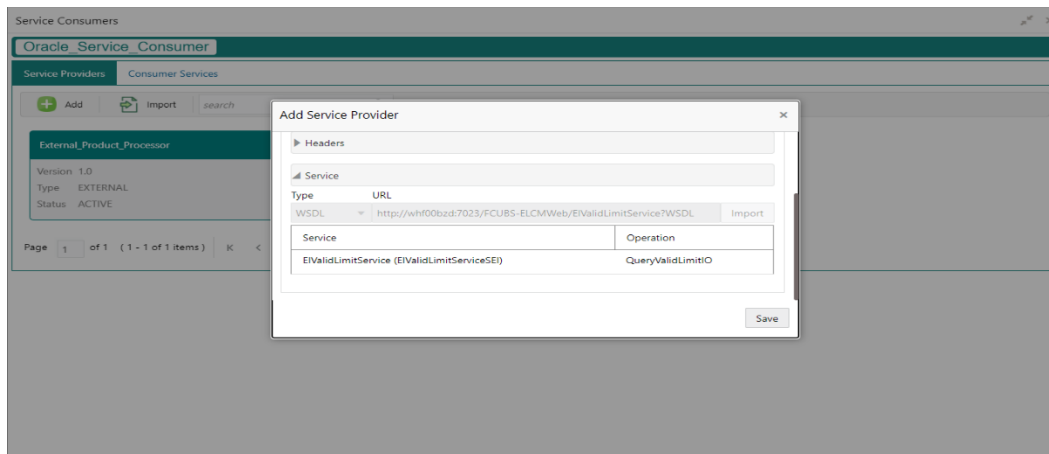 Service Consumers
Oracle_Service_Consumer
Service Providers Consumer Services
Add Import search
Add Service Provider
External_Product_Processor
Headers
Version 1.0
Service
Type EXTERNAL
Type URL
Status ACTIVE
WSDL http://whf00bzd:7023/FCUBS-ELCMWeb/ElValidLimitService?WSDL Import
Service Operation
Page 1 of 1 (1 - 1 of 1 items) K <
ElValidLimitService (ElValidLimitServiceSEI) QueryValidLimitIO
Save